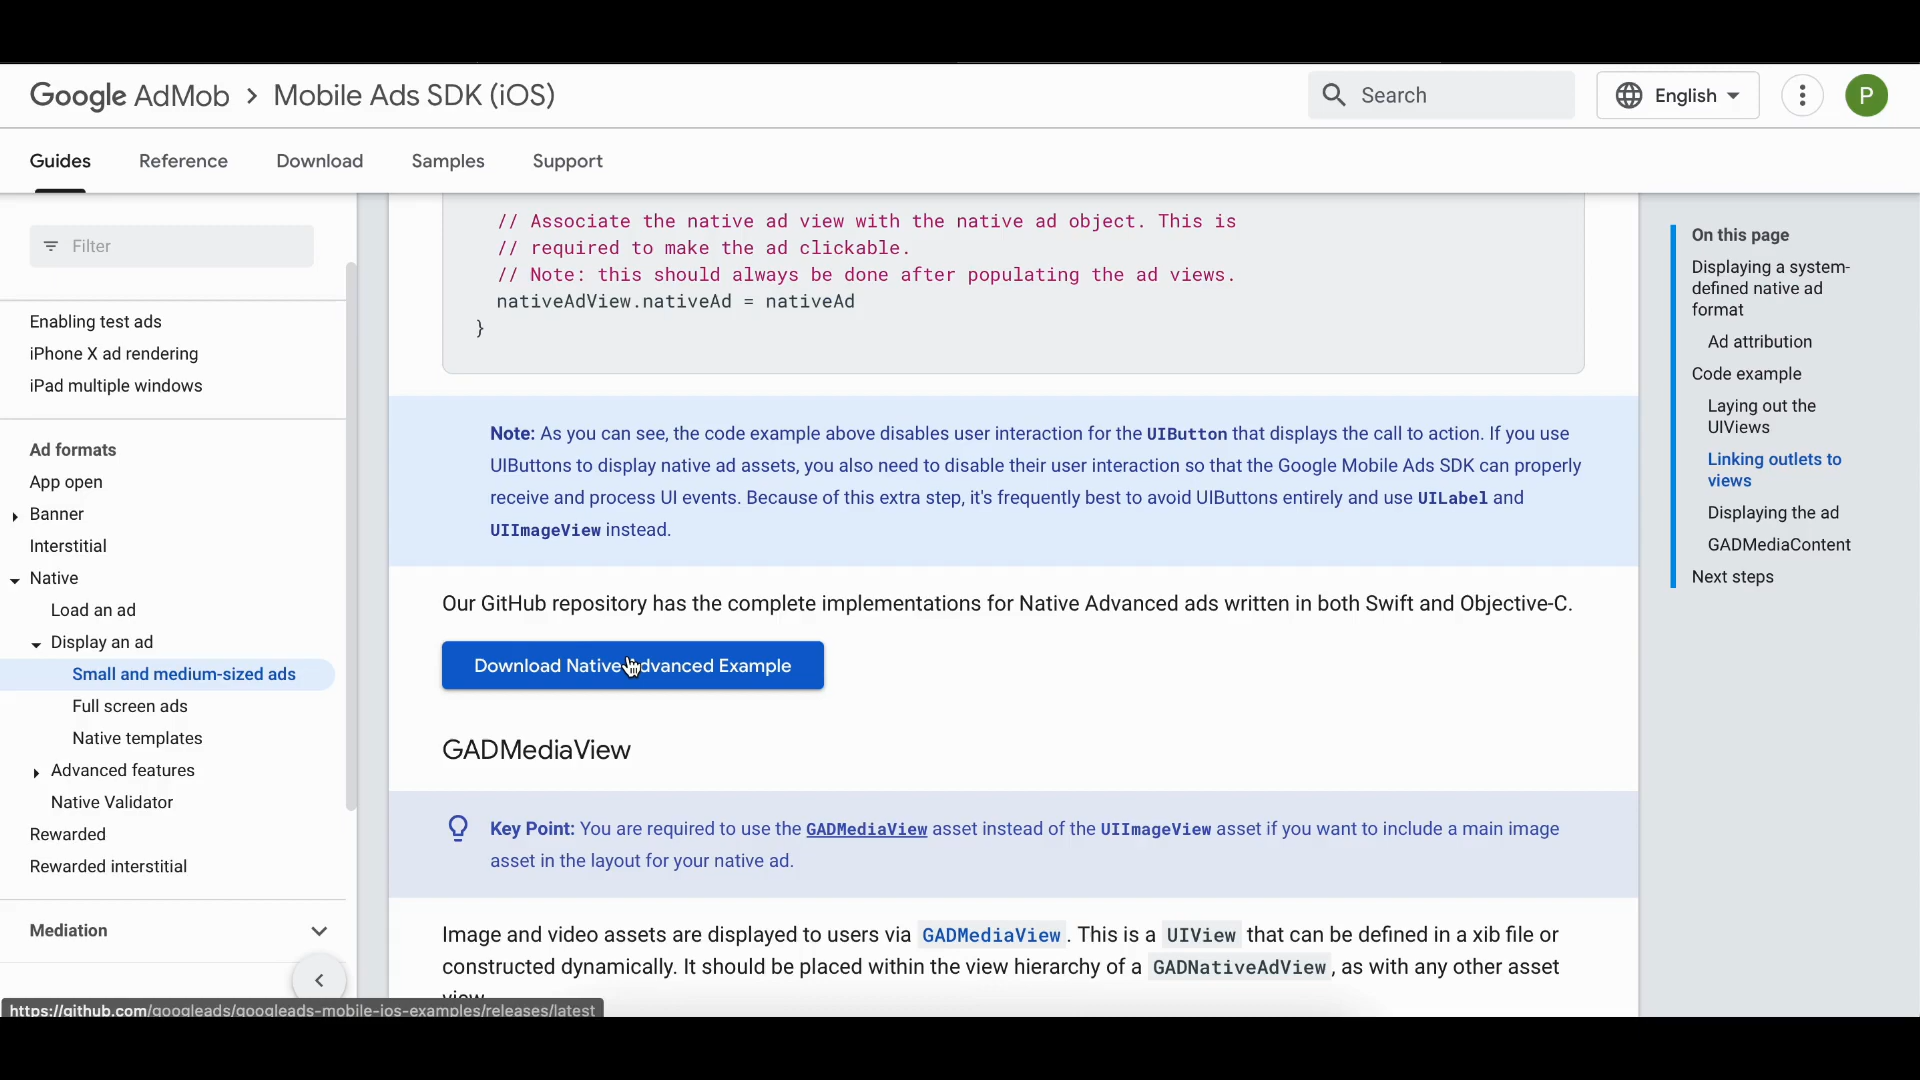 Google AdMob > Mobile Ads SDK (iOS)
Search
English
P
Guides
Reference
Download
Samples
Support
Filter
Enabling test ads
iPhone X ad rendering
iPad multiple windows
Ad formats
App open
Banner
Interstitial
Native
Load an ad
Display an ad
Small and medium-sized ads
Full screen ads
Native templates
Advanced features
Native Validator
Rewarded
Rewarded interstitial
Mediation
https://github.com/googleads/googleads-mobile-ios-examples/releases/latest
// Associate the native ad view with the native ad object. This is
// required to make the ad clickable.
// Note: this should always be done after populating the ad views.
nativeAdView.nativeAd = nativeAd
}
Note: As you can see, the code example above disables user interaction for the UIButton that displays the call to action. If you use
UIButtons to display native ad assets, you also need to disable their user interaction so that the Google Mobile Ads SDK can properly
receive and process UI events. Because of this extra step, it's frequently best to avoid UIButtons entirely and use UILabel and
UIImageView instead.
Our GitHub repository has the complete implementations for Native Advanced ads written in both Swift and Objective-C.
Download Native Advanced Example
GADMediaView
Key Point: You are required to use the GADMediaView asset instead of the UIImageView asset if you want to include a main image
asset in the layout for your native ad.
Image and video assets are displayed to users via GADMediaView. This is a UIView that can be defined in a xib file or
constructed dynamically. It should be placed within the view hierarchy of a GADNativeAdView, as with any other asset
view.
On this page
Displaying a system-
defined native ad
format
Ad attribution
Code example
Laying out the
UIViews
Linking outlets to
views
Displaying the ad
GADMediaContent
Next steps